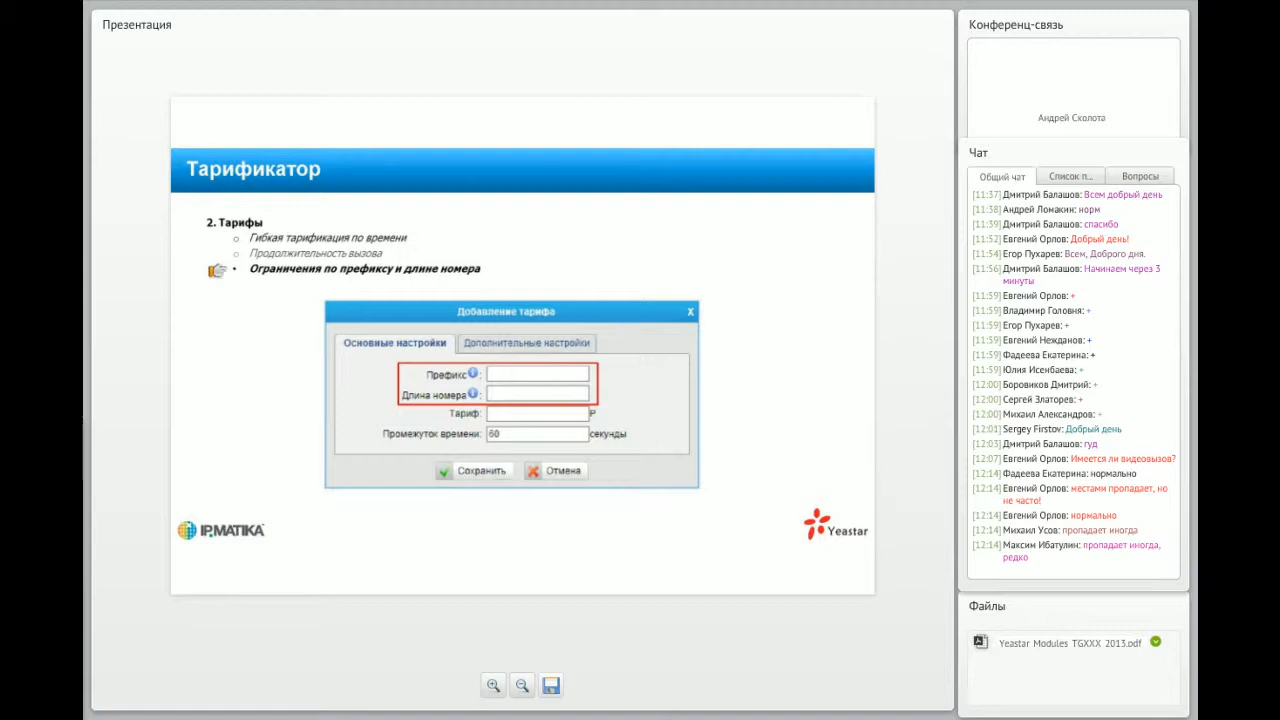 Презентация
Тарификатор
2. Тарифы
Гибкая тарификация по времени
Продолжительность вызова
Ограничения по префиксу и длине номера
Добавление тарифа
X
Основные настройки
Дополнительные настройки
Префикс :
Длина номера :
Тариф: Р
Промежуток времени: 60 секунды
Сохранить
Отмена
IPMATIKA
Yeastar
Конференц-связь
Андрей Сколота
Чат
Общий чат
Список п...
Вопросы
[11:37] Дмитрий Балашов: Всем добрый день
[11:38] Андрей Ломакин: норм
[11:39] Дмитрий Балашов: спасибо
[11:52] Евгений Орлов: Добрый день!
[11:54] Егор Пухарев: Всем, Доброго дня.
[11:56] Дмитрий Балашов: Начинаем через 3
минуты
[11:59] Евгений Орлов: +
[11:59] Владимир Головня: +
[11:59] Егор Пухарев: +
[11:59] Евгений Нежданов: +
[11:59] Фадеева Екатерина: +
[11:59] Юлия Исенбаева: +
[12:00] Боровиков Дмитрий: +
[12:00] Сергей Златорев: +
[12:00] Михаил Александров: +
[12:01] Sergey Firstov: Добрый день
[12:03] Дмитрий Балашов: гуд
[12:07] Евгений Орлов: Имеется ли видеовызов?
[12:14] Фадеева Екатерина: нормально
[12:14] Евгений Орлов: местами пропадает, но
не часто!
[12:14] Евгений Орлов: нормально
[12:14] Михаил Усов: пропадает иногда
[12:14] Максим Ибатулин: пропадает иногда,
редко
Файлы
Yeastar Modules TGXXX 2013.pdf